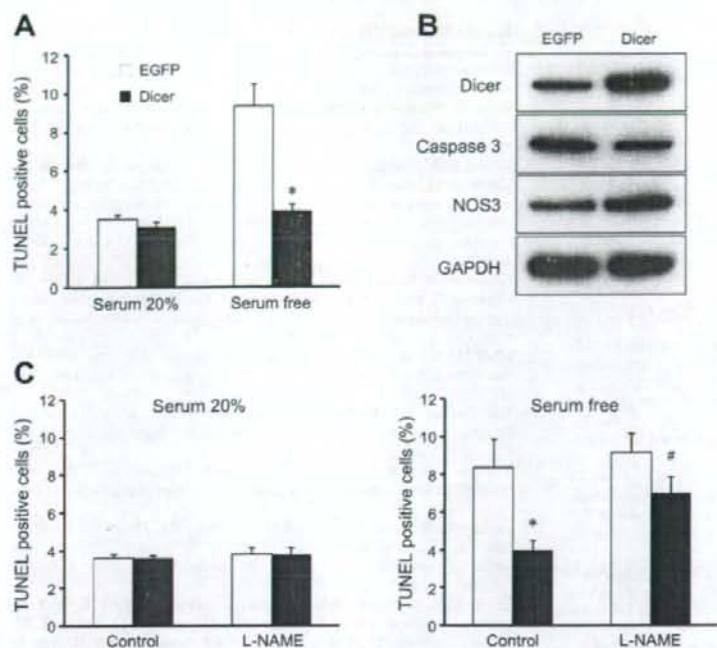 A
TUNEL positive cells (%)
12
10
8
6
4
2
0
EGFP
Dicer
*
Serum 20%
Serum free
B
EGFP
Dicer
Dicer
Caspase 3
NOS3
GAPDH
C
TUNEL positive cells (%)
12
10
8
6
4
2
0
Serum 20%
Control
L-NAME
TUNEL positive cells (%)
12
10
8
6
4
2
0
Serum free
*
#
Control
L-NAME